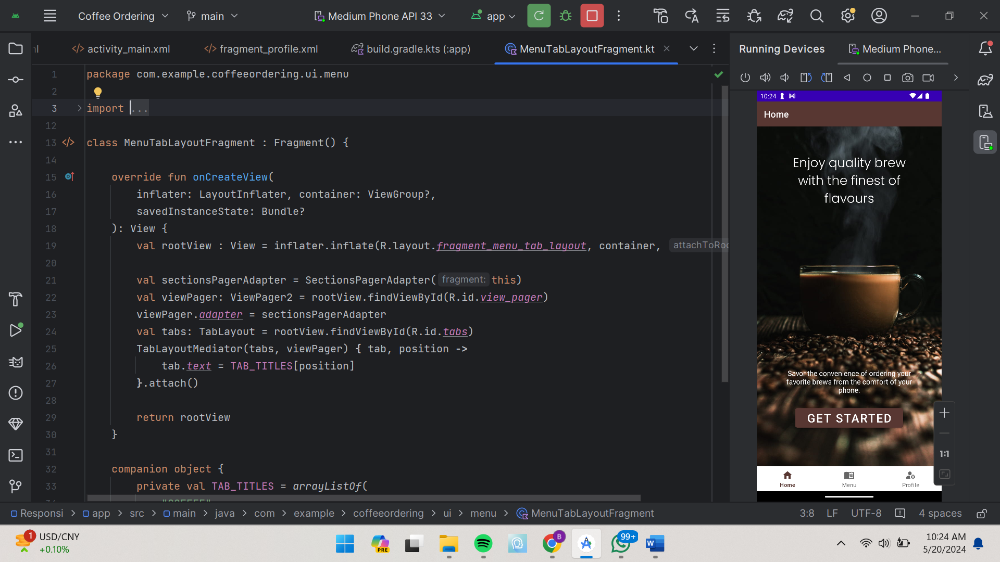 Coffee Ordering
main
Medium Phone API 33
app
activity_main.xml
fragment_profile.xml
build.gradle.kts (:app)
MenuTabLayoutFragment.kt
Running Devices
Medium Phone...
1 package com.example.coffeeordering.ui.menu
2
3 import ...
12
13 class MenuTabLayoutFragment : Fragment() {
14
15 override fun onCreateView(
16 inflater: LayoutInflater, container: ViewGroup?,
17 savedInstanceState: Bundle?
18 ): View {
19 val rootView : View = inflater.inflate(R.layout.fragment_menu_tab_layout, container, attachToRoo
20
21 val sectionsPagerAdapter = SectionsPagerAdapter( fragment: this)
22 val viewPager: ViewPager2 = rootView.findViewById(R.id.view_pager)
23 viewPager.adapter = sectionsPagerAdapter
24 val tabs: TabLayout = rootView.findViewById(R.id.tabs)
25 TabLayoutMediator(tabs, viewPager) { tab, position ->
26 tab.text = TAB_TITLES[position]
27 }.attach()
28
29 return rootView
30 }
31
32 companion object {
33 private val TAB_TITLES = arrayListOf(
10:24
Home
Enjoy quality brew
with the finest of
flavours
Savor the convenience of ordering your
favorite brews from the comfort of your
phone.
GET STARTED
1:1
Home
Menu
Profile
Responsi > app > src > main > java > com > example > coffeeordering > ui > menu > MenuTabLayoutFragment
3:8 LF UTF-8 4 spaces
1
USD/CNY
+0.10%
PRE
B
99+
W
10:24 AM
5/20/2024